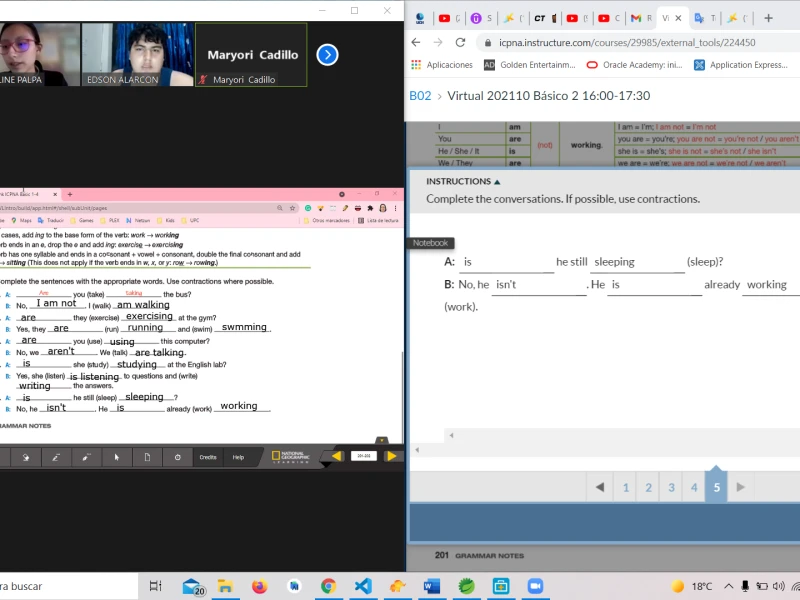 LINE PALPA
EDSON ALARCON
Maryori Cadillo
Maryori Cadillo
ICPNA Basic 1-4
Maps Traducir Games PLEX Netzun Kids UPC Otros marcadores Lista de lectura
cases, add ing to the base form of the verb: work → working
erb ends in an e, drop the e and add ing: exercise → exercising
erb has one syllable and ends in a consonant + vowel + consonant, double the final consonant and add
→ sitting (This does not apply if the verb ends in w, x, or y: row → rowing.)
omplete the sentences with the appropriate words. Use contractions where possible.
A: Are you (take) taking the bus?
B: No, I am not . I (walk) am walking
A: are they (exercise) exercising at the gym?
B: Yes, they are (run) running and (swim) swmming .
A: are you (use) using this computer?
B: No, we aren't . We (talk) are talking .
A: is she (study) studying at the English lab?
B: Yes, she (listen) is listening to questions and (write)
writing the answers.
A: is he still (sleep) sleeping ?
B: No, he isn't . He is already (work) working .
AMMAR NOTES
Credits Help NATIONAL GEOGRAPHIC LEARNING 201-202
icpna.instructure.com/courses/29985/external_tools/224450
Aplicaciones Golden Entertainm... Oracle Academy: ini... Application Express...
B02 > Virtual 202110 Básico 2 16:00-17:30
I am I am = I'm; I am not = I'm not
You are (not) working. you are = you're; you are not = you're not / you aren't
He / She / It is she is = she's; she is not = she's not / she isn't
We / They are we are = we're; we are not = we're not / we aren't
INSTRUCTIONS
Complete the conversations. If possible, use contractions.
Notebook
A: is he still sleeping (sleep)?
B: No, he isn't . He is already working
(work).
1 2 3 4 5
201 GRAMMAR NOTES
ra buscar 20 18°C